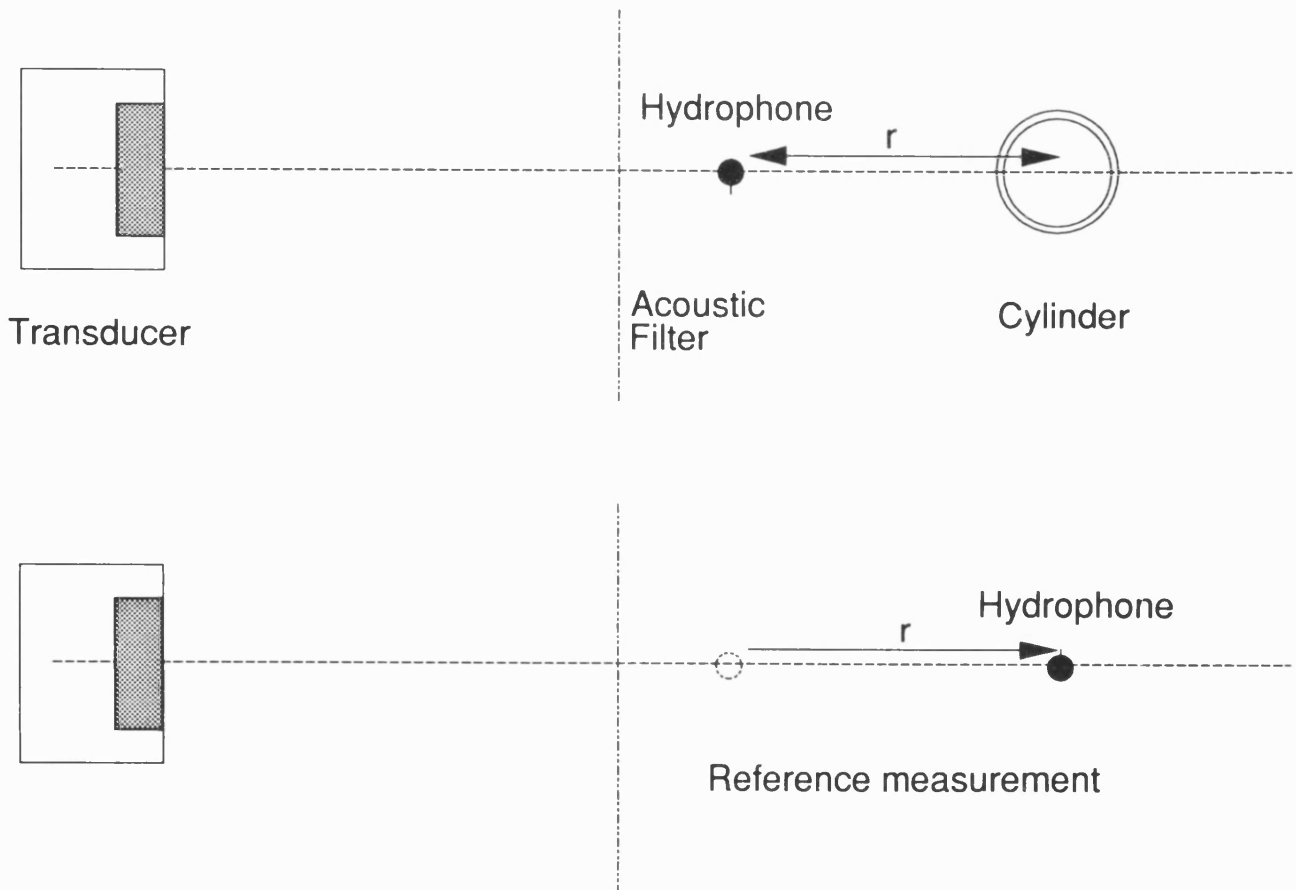 Hydrophone
r
Transducer
Acoustic
Filter
Cylinder
Hydrophone
r
Reference measurement